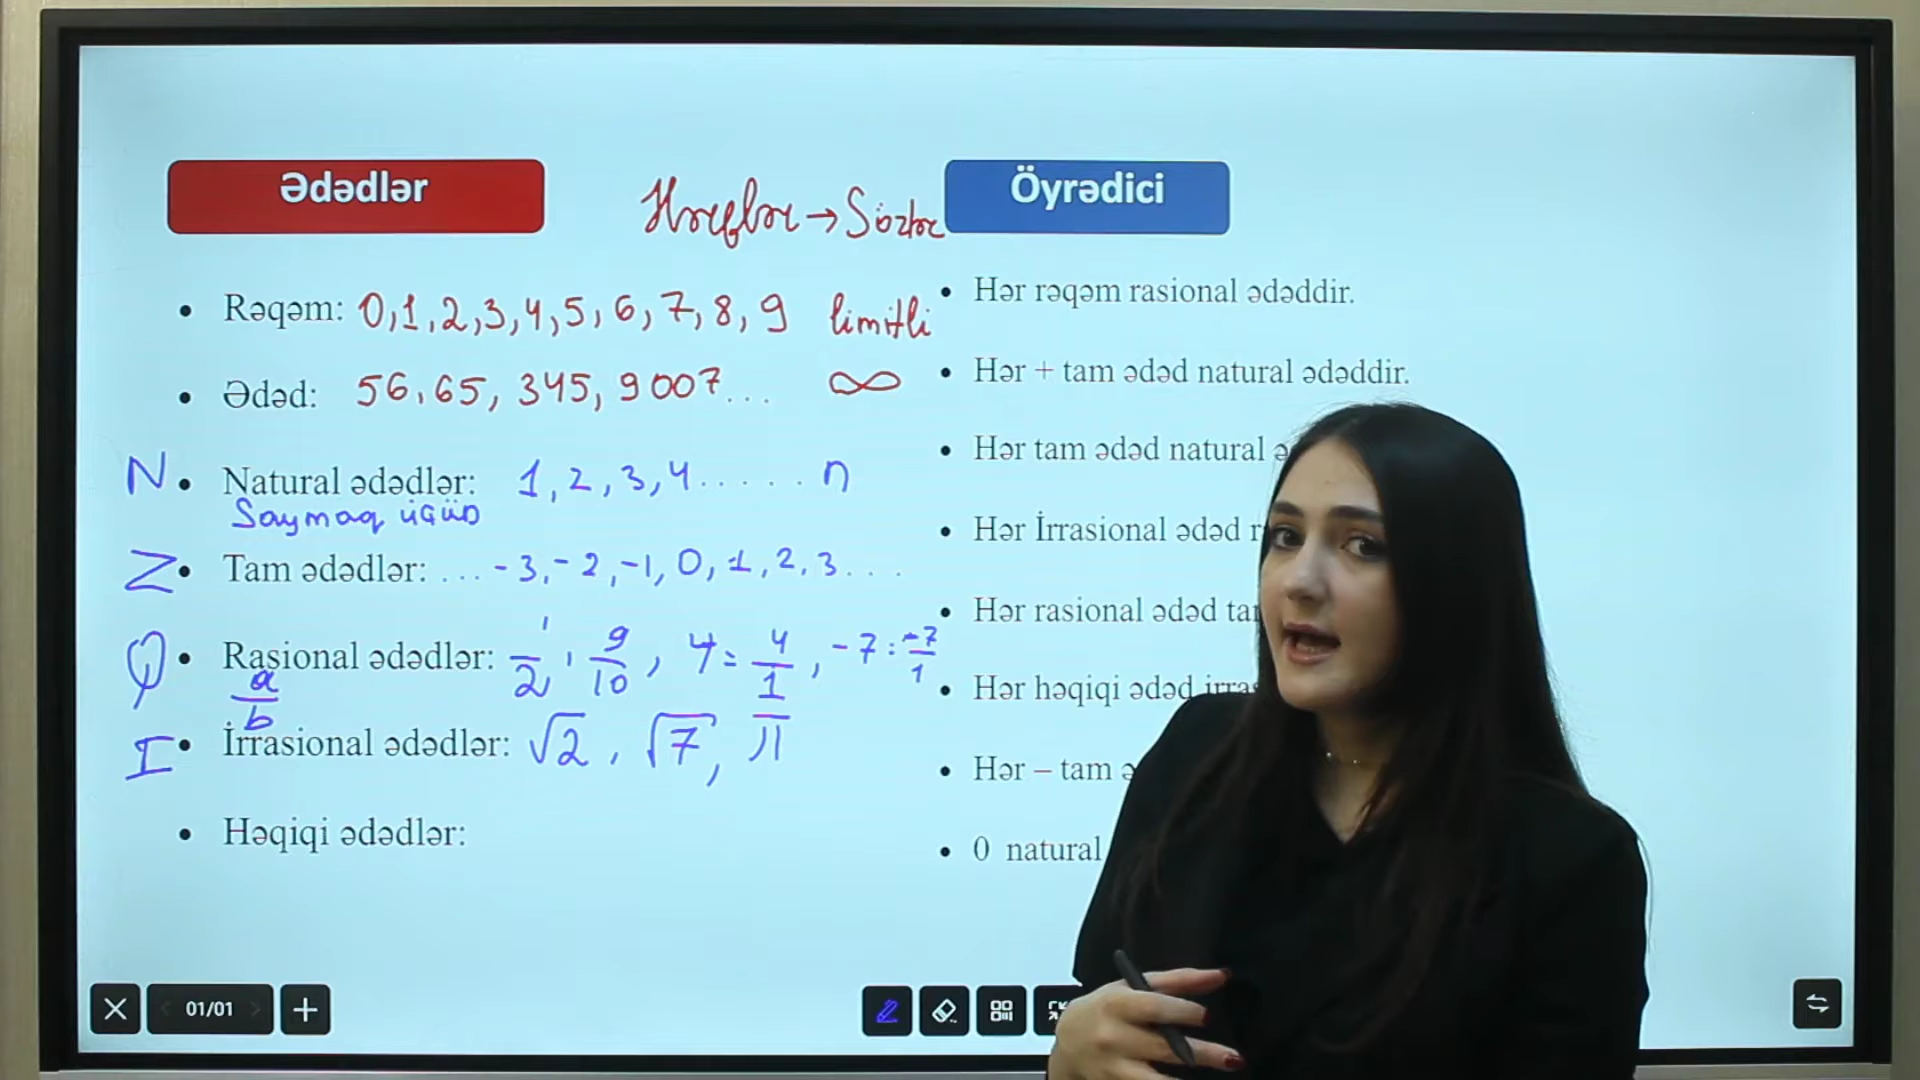 Ədədlər
Hərflər → Sözlər
Öyrədici
• Rəqəm: 0, 1, 2, 3, 4, 5, 6, 7, 8, 9 limitli
• Ədəd: 56, 65, 345, 9007... ∞
N • Natural ədədlər: 1, 2, 3, 4 ...... n
Saymaq üçün
Z • Tam ədədlər: ... -3, -2, -1, 0, 1, 2, 3 ...
Q • Rasional ədədlər: 1/2, 9/10, 4 = 4/1, -7 = -7/1
a/b
I • İrrasional ədədlər: √2, √7, π
• Həqiqi ədədlər:
• Hər rəqəm rasional ədəddir.
• Hər + tam ədəd natural ədəddir.
• Hər tam ədəd natural
• Hər İrrasional ədəd
• Hər rasional ədəd
• Hər həqiqi ədəd
• Hər – tam
• 0 natural
01/01